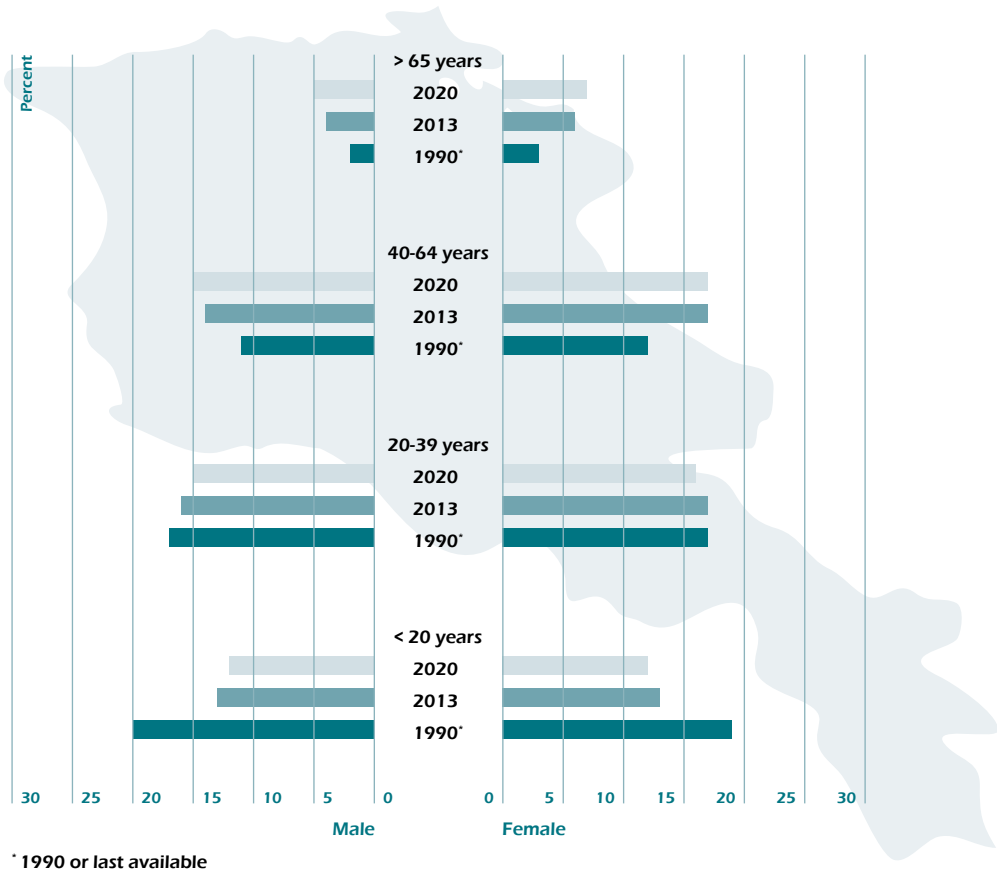 Percent
> 65 years
2020
2013
1990*
40-64 years
2020
2013
1990*
20-39 years
2020
2013
1990*
< 20 years
2020
2013
1990*
30 25 20 15 10 5 0 0 5 10 15 20 25 30
Male Female
* 1990 or last available